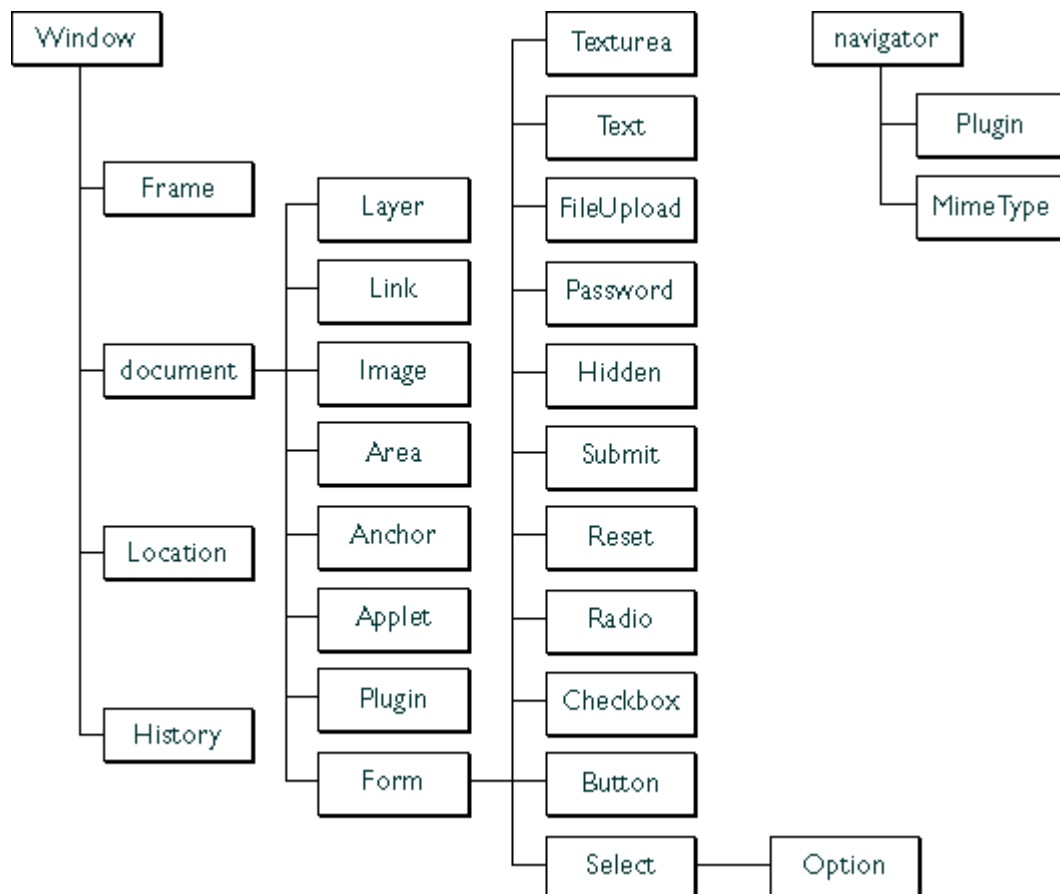 Window
Frame
document
Location
History
Layer
Link
Image
Area
Anchor
Applet
Plugin
Form
Texturea
Text
FileUpload
Password
Hidden
Submit
Reset
Radio
Checkbox
Button
Select
Option
navigator
Plugin
MimeType